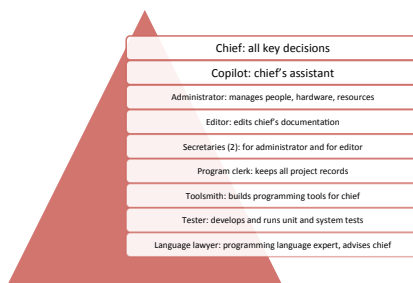 Chief: all key decisions
Copilot: chief's assistant
Administrator: manages people, hardware, resources
Editor: edits chief's documentation
Secretaries (2): for administrator and for editor
Program clerk: keeps all project records
Toolsmith: builds programming tools for chief
Tester: develops and runs unit and system tests
Language lawyer: programming language expert, advises chief